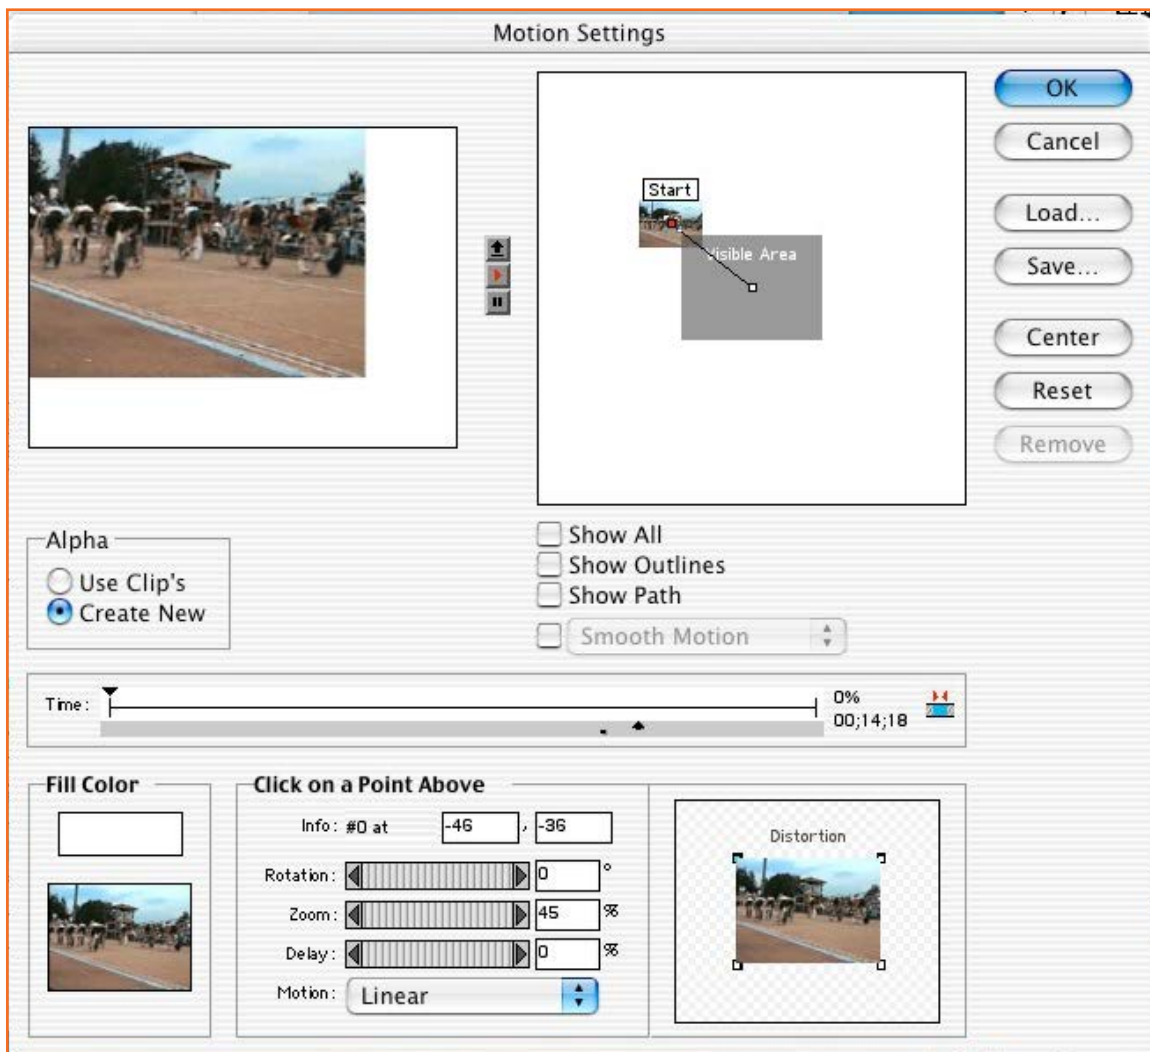 Motion Settings
OK
Cancel
Load...
Save...
Center
Reset
Remove
Start
Visible Area
Show All
Show Outlines
Show Path
Smooth Motion
Alpha
Use Clip's
Create New
Time:
0%
00;14;18
Fill Color
Click on a Point Above
Info: #0 at -46 , -36
Rotation: 0 °
Zoom: 45 %
Delay: 0 %
Motion: Linear
Distortion